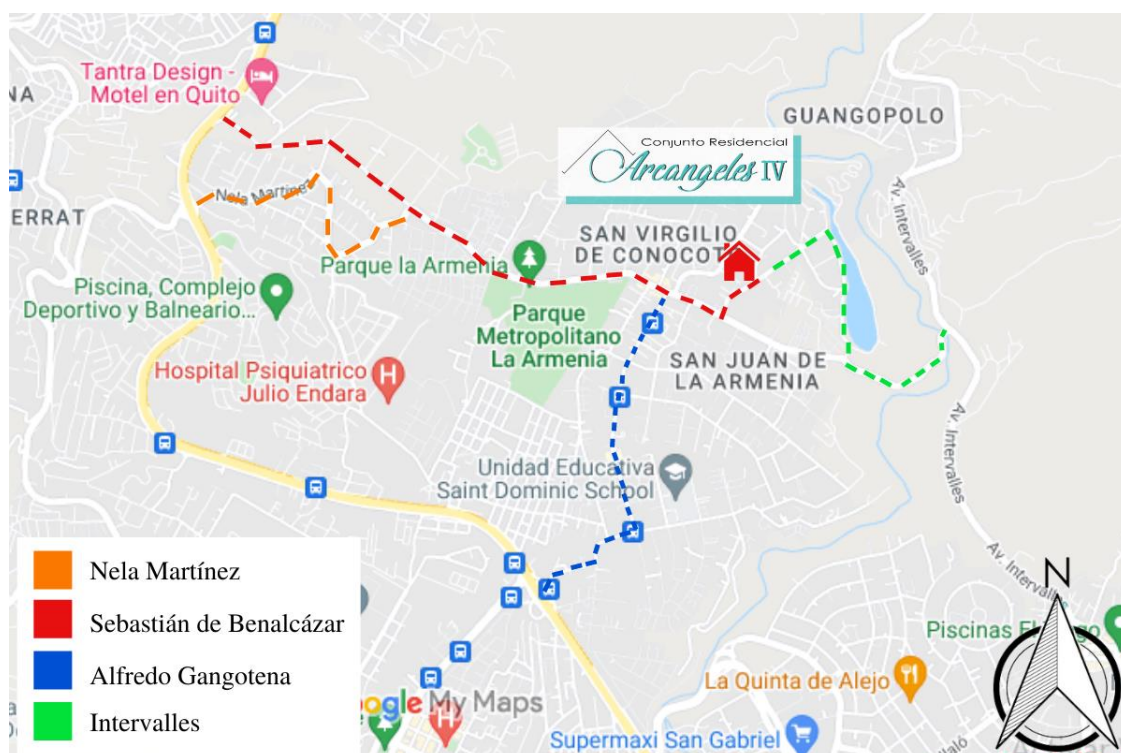 Tantra Design -
Motel en Quito
NA
GUANGOPOLO
Conjunto Residencial
Arcangeles IV
Nela Martínez
ERRAT
Av. Intervalles
SAN VIRGILIO
DE CONOCOT
Parque la Armenia
Piscina, Complejo
Deportivo y Balneario...
Parque
Metropolitano
La Armenia
SAN JUAN DE
LA ARMENIA
Hospital Psiquiatrico
Julio Endara
H
Av. Intervalles
Unidad Educativa
Saint Dominic School
Av. Intervalles
Nela Martínez
Sebastián de Benalcázar
Alfredo Gangotena
Intervalles
N
Piscinas El
La Quinta de Alejo
ogle My Maps
H
Supermaxi San Gabriel